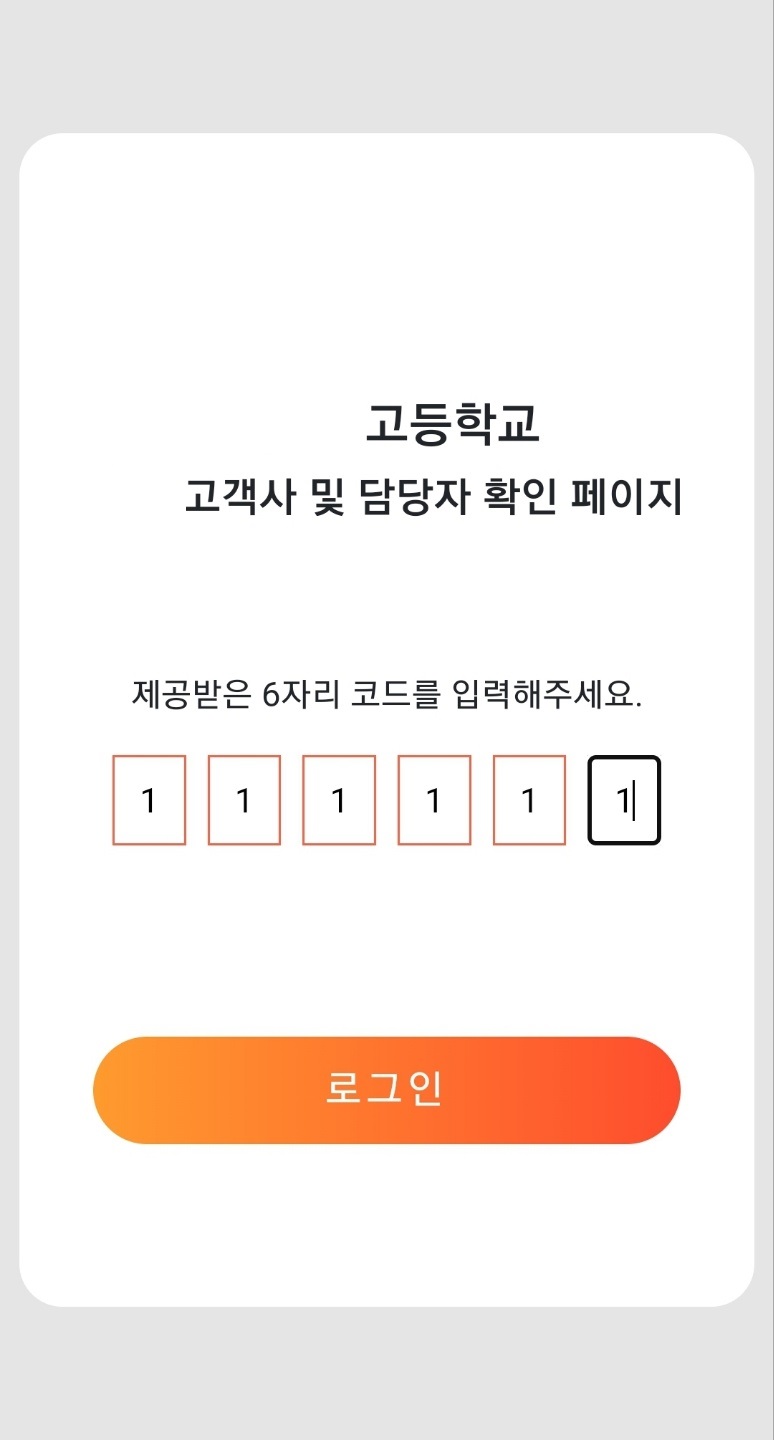 고등학교
고객사 및 담당자 확인 페이지
제공받은 6자리 코드를 입력해주세요.
1 1 1 1 1 1
로그인